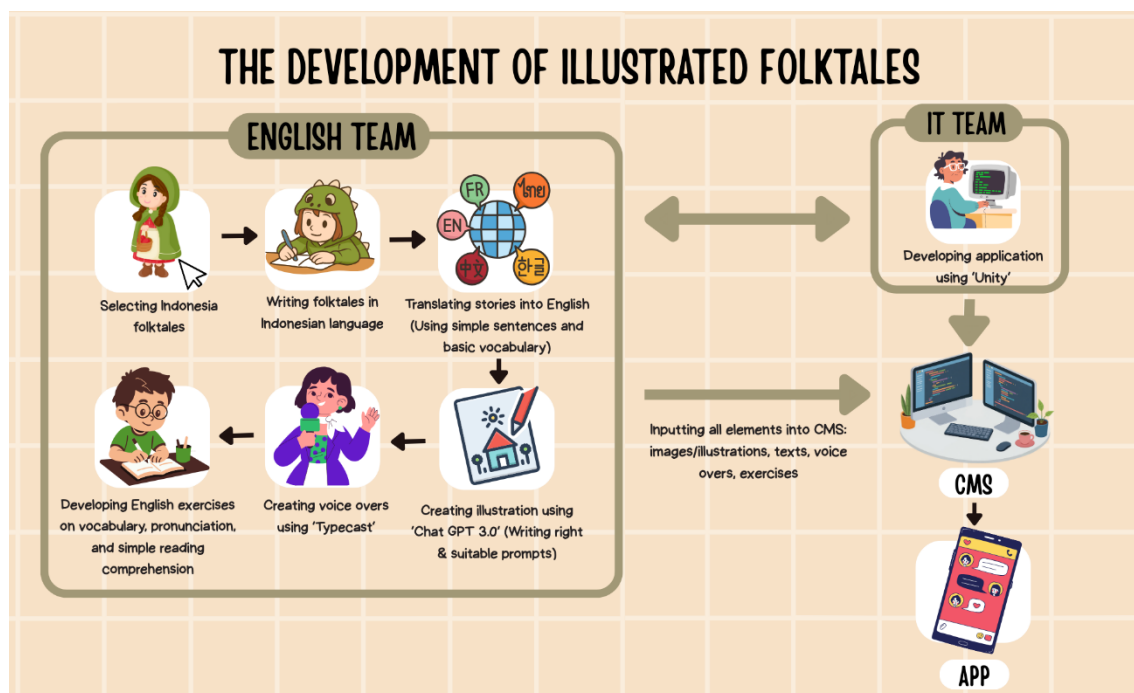 THE DEVELOPMENT OF ILLUSTRATED FOLKTALES
ENGLISH TEAM
IT TEAM
FR
ไทย
EN
中文
한글
Selecting Indonesia
folktales
Writing folktales in
Indonesian language
Translating stories into English
(Using simple sentences and
basic vocabulary)
Developing application
using 'Unity'
Developing English exercises
on vocabulary, pronunciation,
and simple reading
comprehension
Creating voice overs
using 'Typecast'
Creating illustration using
'Chat GPT 3.0' (Writing right
& suitable prompts)
Inputting all elements into CMS:
images/illustrations, texts, voice
overs, exercises
CMS
APP